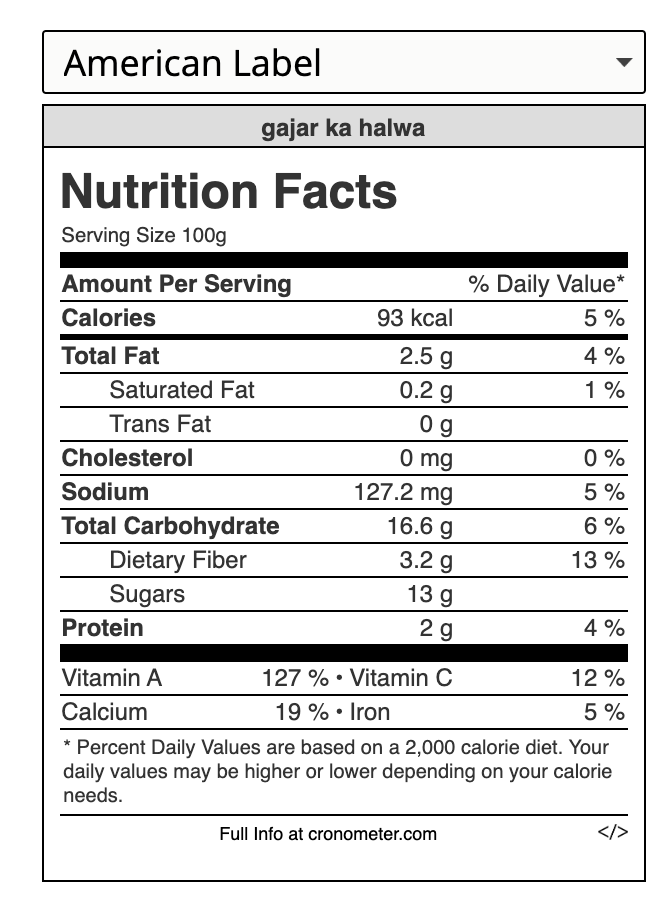 American Label
gajar ka halwa
Nutrition Facts
Serving Size 100g
Amount Per Serving % Daily Value*
Calories 93 kcal 5 %
Total Fat 2.5 g 4 %
Saturated Fat 0.2 g 1 %
Trans Fat 0 g
Cholesterol 0 mg 0 %
Sodium 127.2 mg 5 %
Total Carbohydrate 16.6 g 6 %
Dietary Fiber 3.2 g 13 %
Sugars 13 g
Protein 2 g 4 %
Vitamin A 127 % • Vitamin C 12 %
Calcium 19 % • Iron 5 %
* Percent Daily Values are based on a 2,000 calorie diet. Your
daily values may be higher or lower depending on your calorie
needs.
Full Info at cronometer.com </>